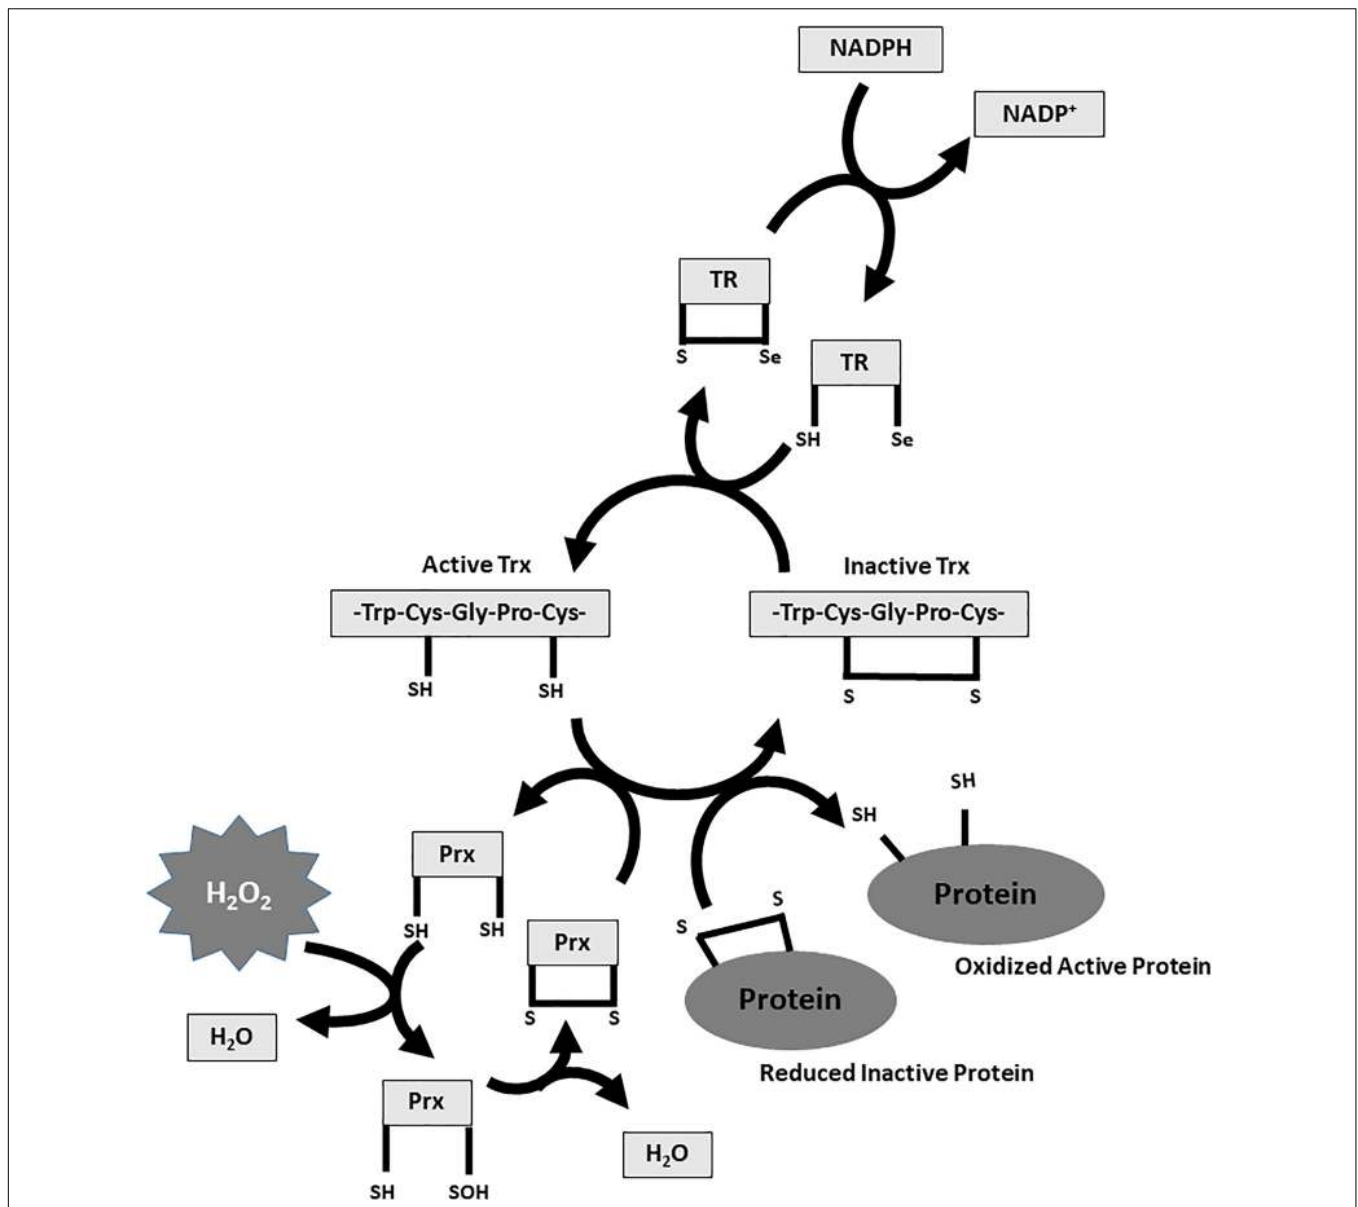 NADPH
NADP⁺
TR
S Se
TR
SH Se
Active Trx
-Trp-Cys-Gly-Pro-Cys-
SH SH
Inactive Trx
-Trp-Cys-Gly-Pro-Cys-
S S
SH
SH
Protein
Oxidized Active Protein
S
S
Protein
Reduced Inactive Protein
Prx
SH SH
H₂O₂
Prx
S S
H₂O
Prx
SH SOH
H₂O